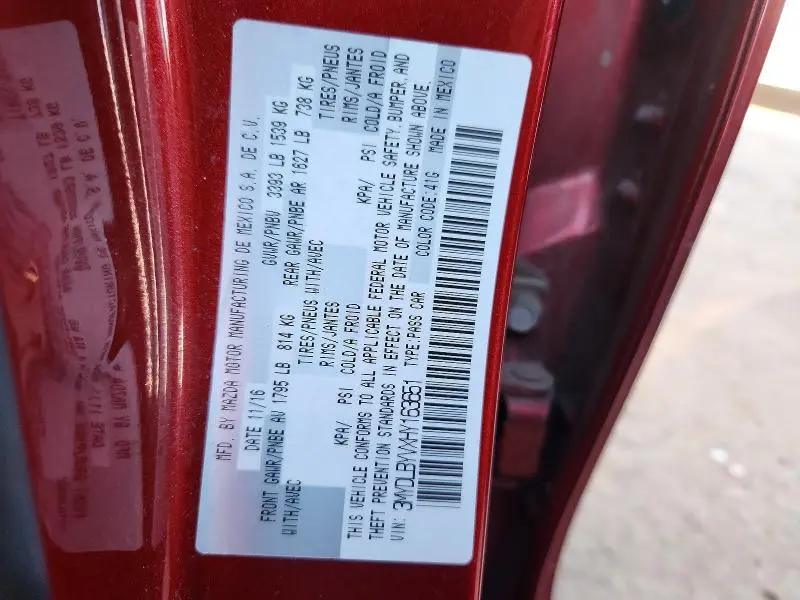 MFD. BY MAZDA MOTOR MANUFACTURING DE MEXICO S.A. DE C.V.
DATE 11/16 GVWR/PNBV 3393 LB 1539 KG
FRONT GAWR/PNBE AV 1795 LB 814 KG REAR GAWR/PNBE AR 1627 LB 738 KG
WITH/AVEC TIRES/PNEUS WITH/AVEC TIRES/PNEUS
RIMS/JANTES RIMS/JANTES
KPA/ PSI COLD/A FROID KPA/ PSI COLD/A FROID
THIS VEHICLE CONFORMS TO ALL APPLICABLE FEDERAL MOTOR VEHICLE SAFETY, BUMPER, AND
THEFT PREVENTION STANDARDS IN EFFECT ON THE DATE OF MANUFACTURE SHOWN ABOVE.
VIN: 3MYDLBYVXHY163651 TYPE:PASS CAR COLOR CODE:41G MADE IN MEXICO